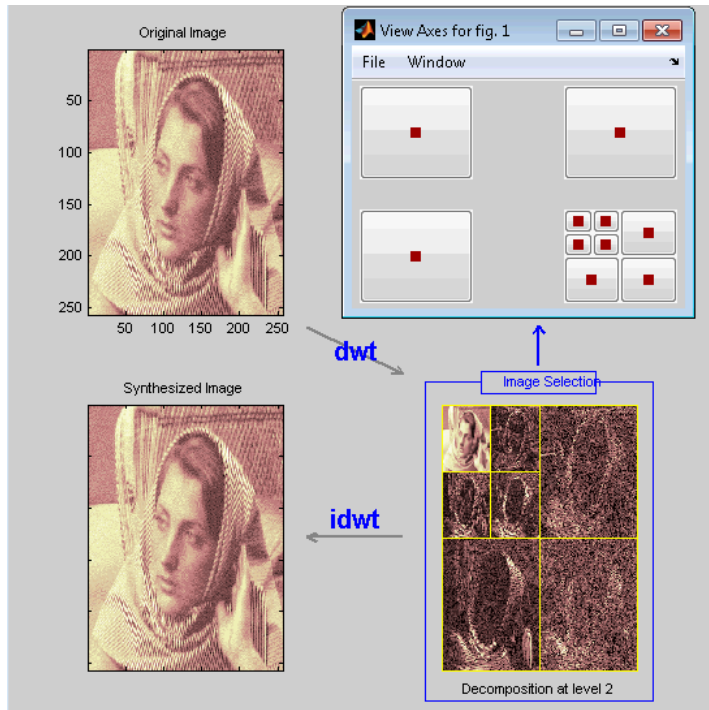 Original Image
50
100
150
200
250
50 100 150 200 250
View Axes for fig. 1
File Window
dwt
Image Selection
Synthesized Image
idwt
Decomposition at level 2